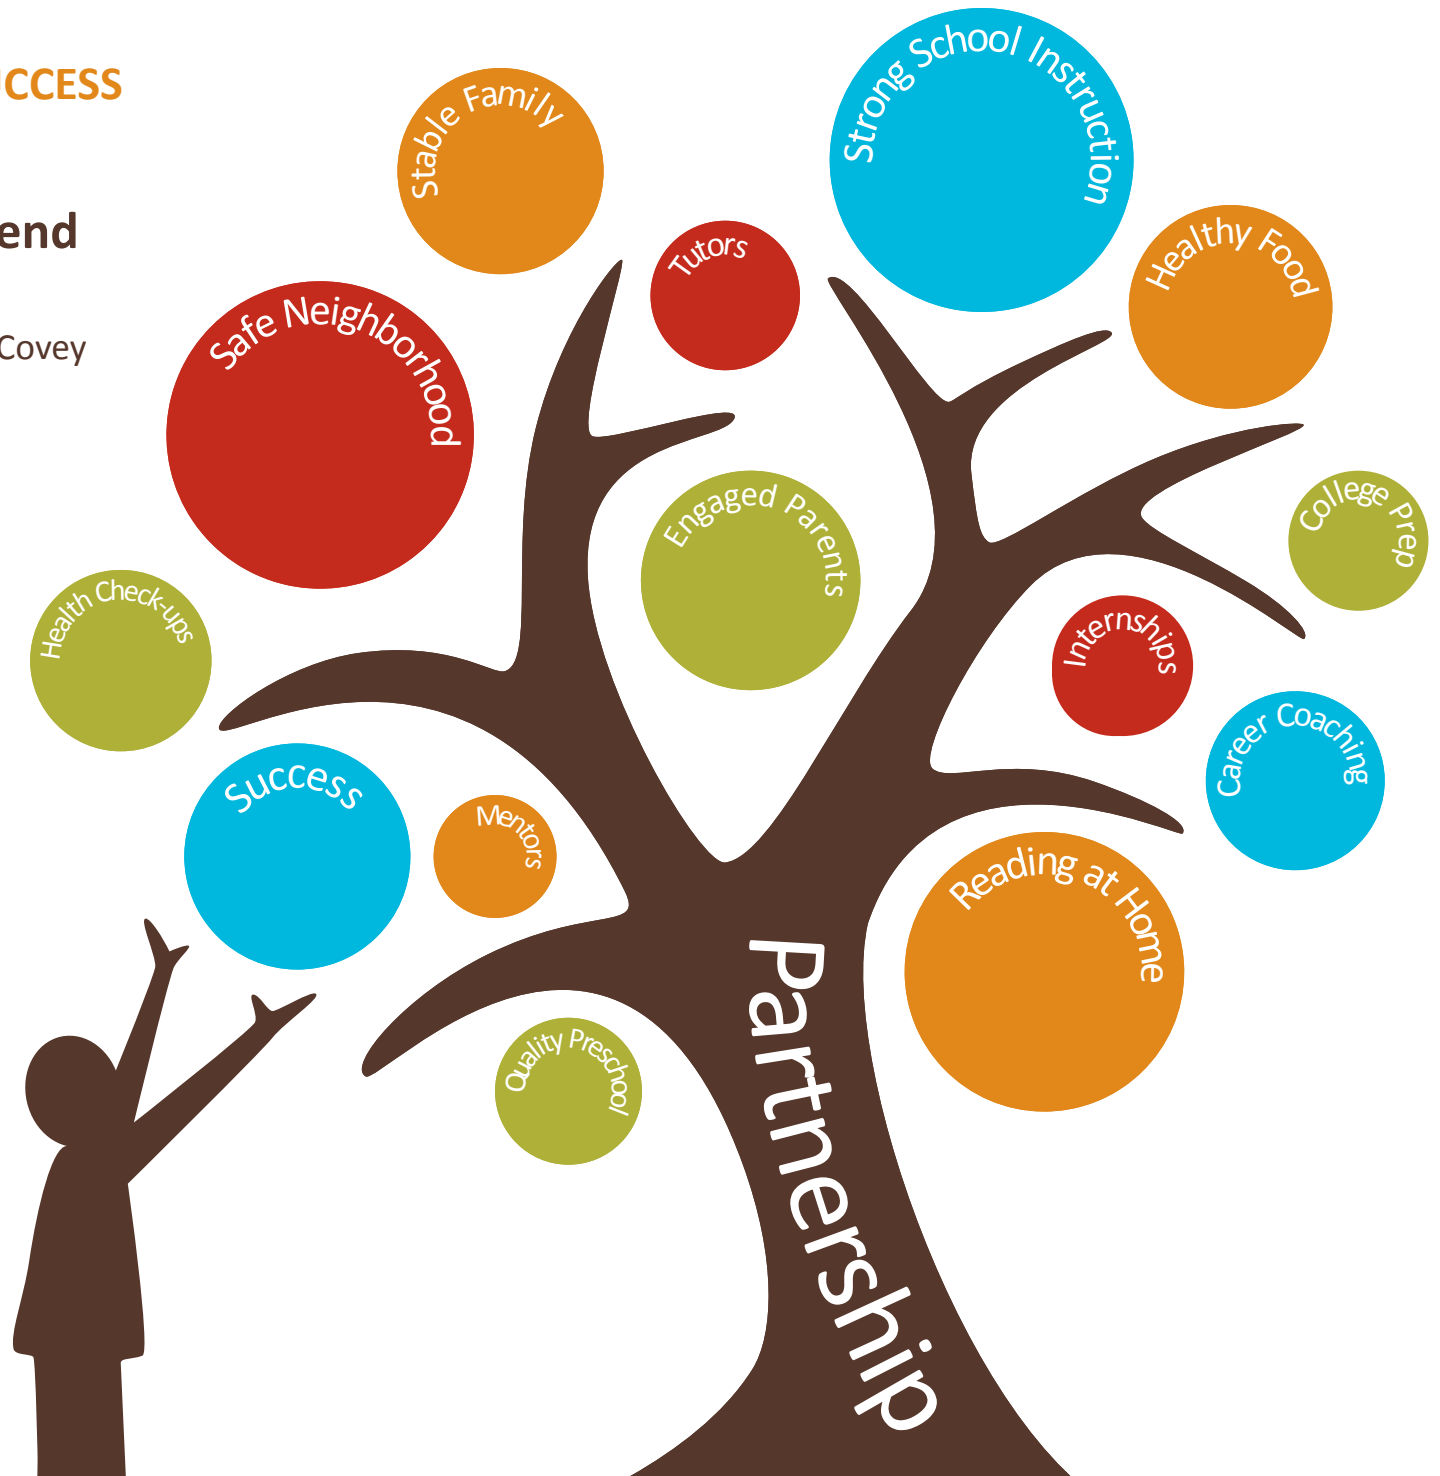 UCCESS
end
Covey
Stable Family
Strong School Instruction
Tutors
Healthy Food
Safe Neighborhood
Engaged Parents
College Prep
Health Check-ups
Internships
Career Coaching
Success
Mentors
Reading at Home
Quality Preschool
Partnership